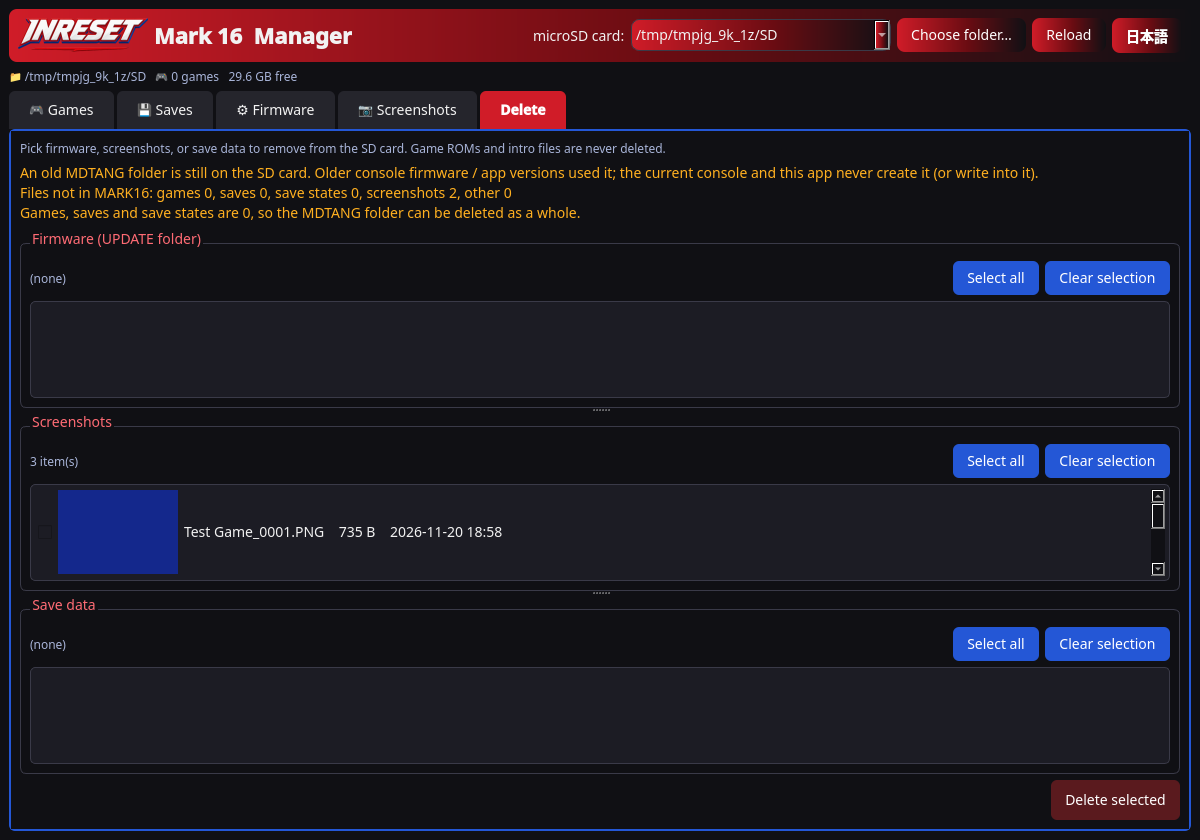 INRESET Mark 16 Manager
microSD card: /tmp/tmpjg_9k_1z/SD Choose folder... Reload 日本語
/tmp/tmpjg_9k_1z/SD 0 games 29.6 GB free
Games Saves Firmware Screenshots Delete
Pick firmware, screenshots, or save data to remove from the SD card. Game ROMs and intro files are never deleted.
An old MDTANG folder is still on the SD card. Older console firmware / app versions used it; the current console and this app never create it (or write into it).
Files not in MARK16: games 0, saves 0, save states 0, screenshots 2, other 0
Games, saves and save states are 0, so the MDTANG folder can be deleted as a whole.
Firmware (UPDATE folder)
(none) Select all Clear selection
Screenshots
3 item(s) Select all Clear selection
Test Game_0001.PNG 735 B 2026-11-20 18:58
Save data
(none) Select all Clear selection
Delete selected